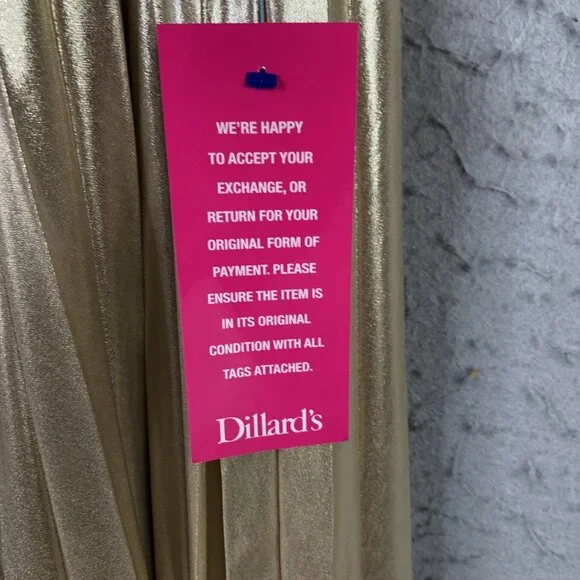 WE'RE HAPPY
TO ACCEPT YOUR
EXCHANGE, OR
RETURN FOR YOUR
ORIGINAL FORM OF
PAYMENT. PLEASE
ENSURE THE ITEM IS
IN ITS ORIGINAL
CONDITION WITH ALL
TAGS ATTACHED.
Dillard's